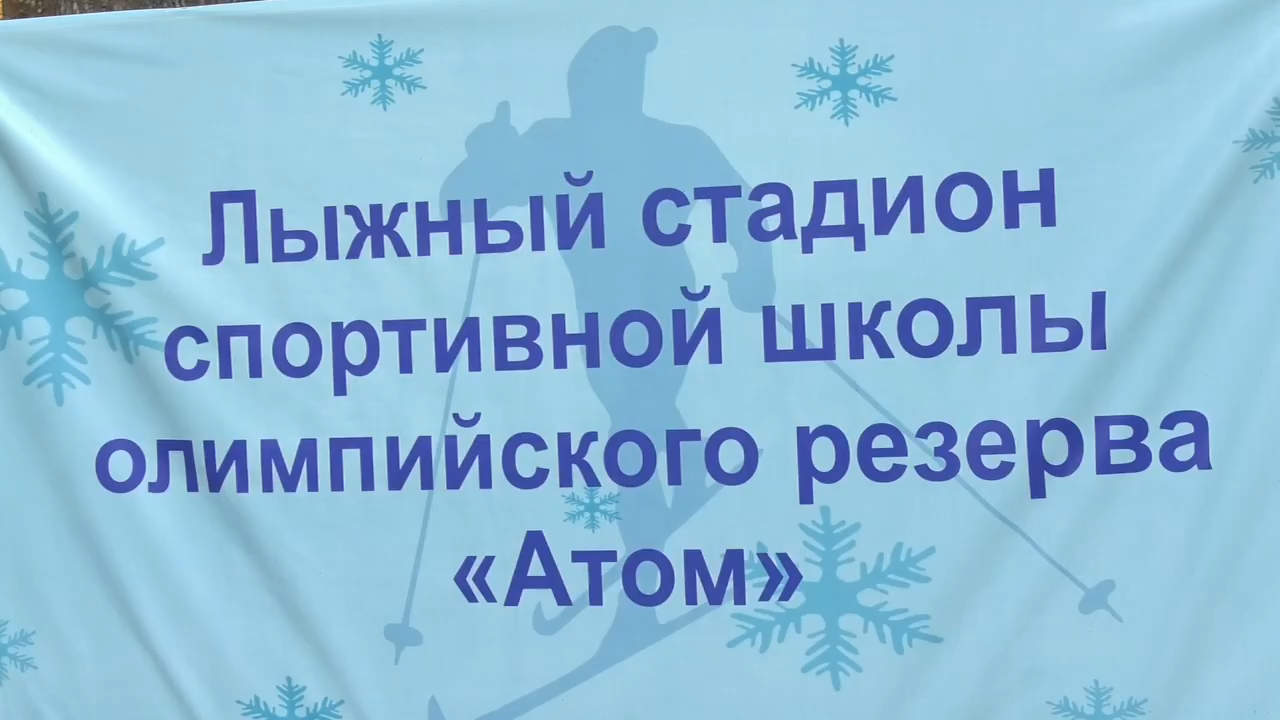 Лыжный стадион
спортивной школы
олимпийского резерва
«Атом»